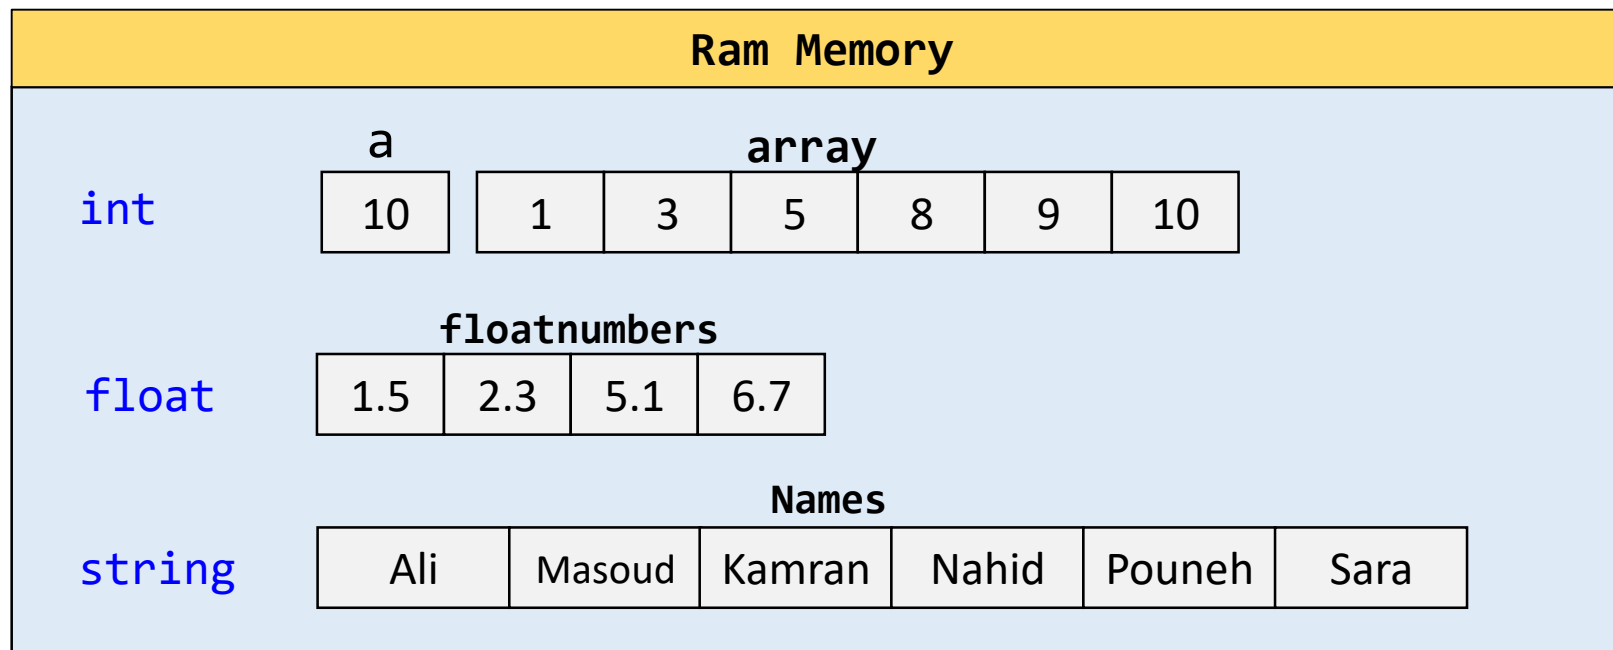 Ram Memory
a array
int 10 1 3 5 8 9 10
floatnumbers
float 1.5 2.3 5.1 6.7
Names
string Ali Masoud Kamran Nahid Pouneh Sara